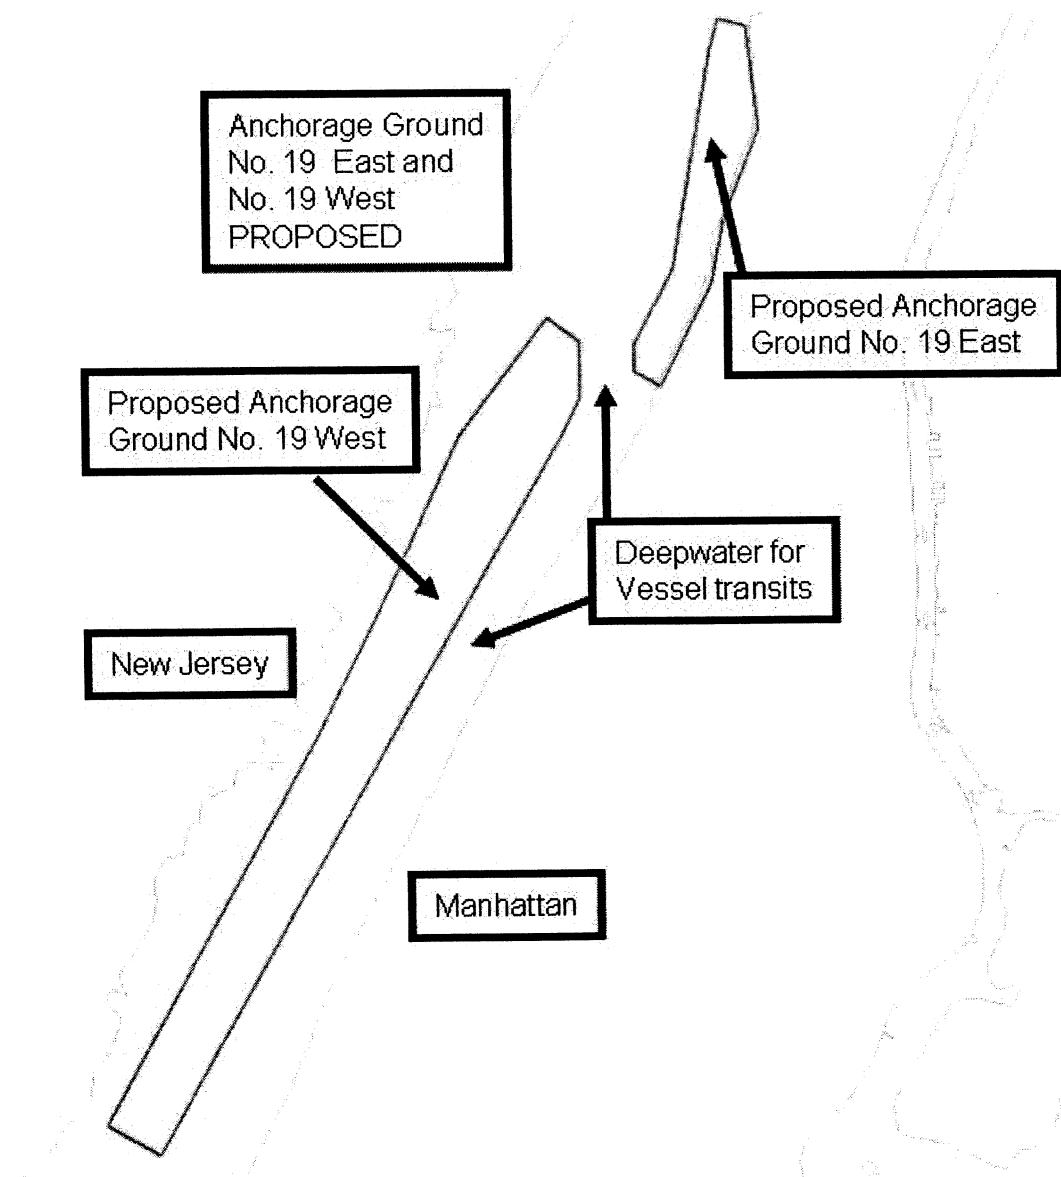 Anchorage Ground
No. 19 East and
No. 19 West
PROPOSED
Proposed Anchorage
Ground No. 19 East
Proposed Anchorage
Ground No. 19 West
Deepwater for
Vessel transits
New Jersey
Manhattan